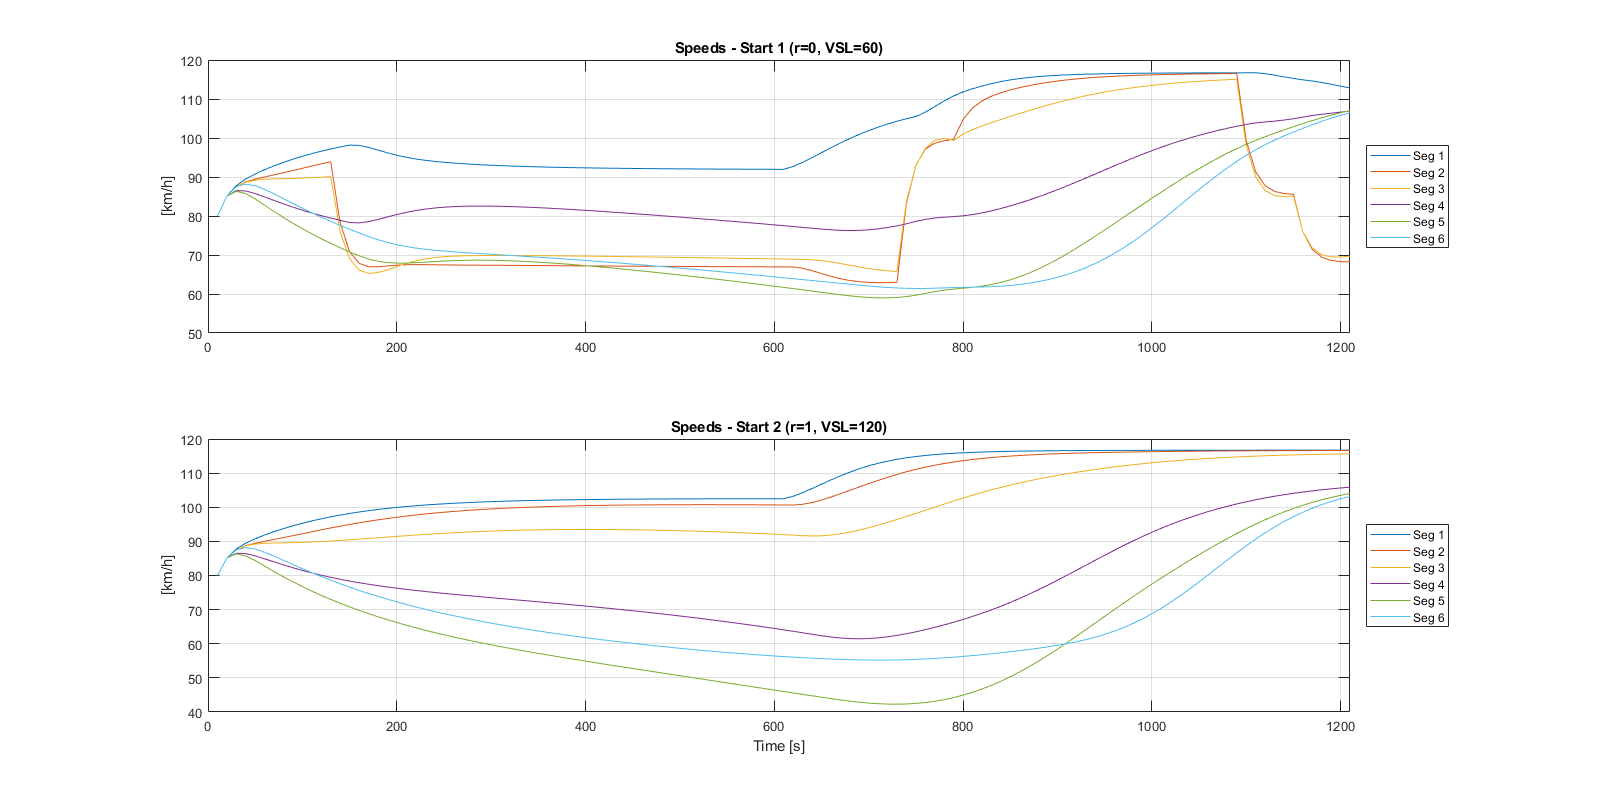 Speeds - Start 1 (r=0, VSL=60)
120
110
100
90
80
70
60
50
[km/h]
0 200 400 600 800 1000 1200
Seg 1
Seg 2
Seg 3
Seg 4
Seg 5
Seg 6
Speeds - Start 2 (r=1, VSL=120)
120
110
100
90
80
70
60
50
40
[km/h]
0 200 400 600 800 1000 1200
Time [s]
Seg 1
Seg 2
Seg 3
Seg 4
Seg 5
Seg 6